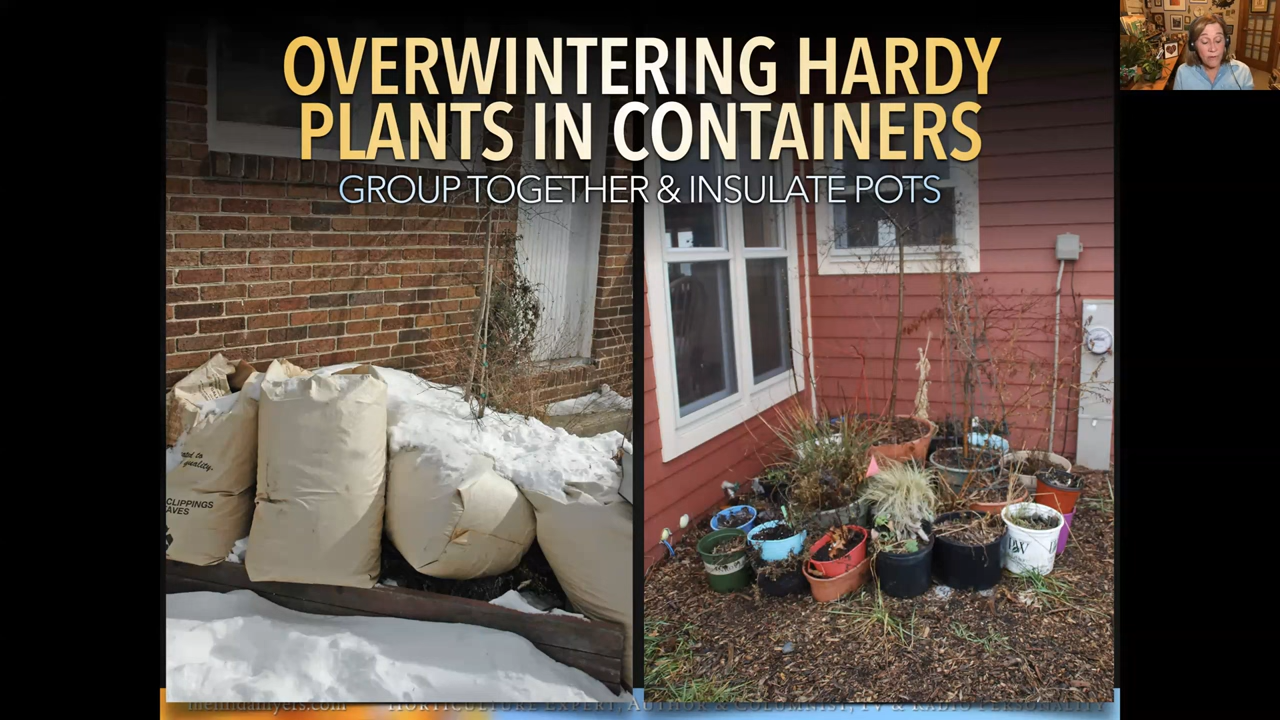 OVERWINTERING HARDY
PLANTS IN CONTAINERS
GROUP TOGETHER & INSULATE POTS
quality.
CLIPPINGS
melindamyers.com HORTICULTURE EXPERT, AUTHOR & COLUMNIST, TV & RADIO PERSONALITY